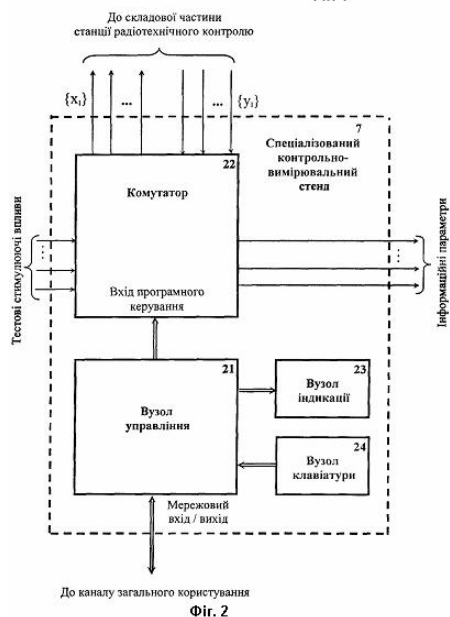 До складової частини
станції радіотехнічного контролю
{x₁}
...
...
{y₁}
7
Спеціалізований
контрольно-
вимірювальний
стенд
22
Комутатор
Тестові стимулюючі впливи
Вхід програмного
керування
Інформаційні параметри
21
Вузол
управління
23
Вузол
індикації
24
Вузол
клавіатури
Мережовий
вхід / вихід
До каналу загального користування
Фіг. 2